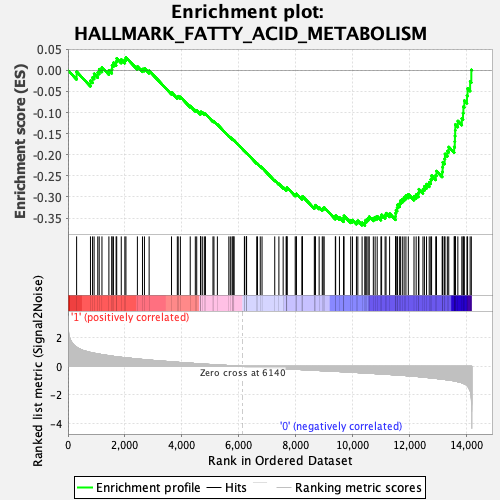 Enrichment plot:
HALLMARK_FATTY_ACID_METABOLISM
Enrichment score (ES)
0.05
0.00
-0.05
-0.10
-0.15
-0.20
-0.25
-0.30
-0.35
'1' (positively correlated)
Ranked list metric (Signal2Noise)
2
0
-2
-4
Zero cross at 6140
'0' (negatively correlated)
0
2,000
4,000
6,000
8,000
10,000
12,000
14,000
Rank in Ordered Dataset
Enrichment profile
Hits
Ranking metric scores